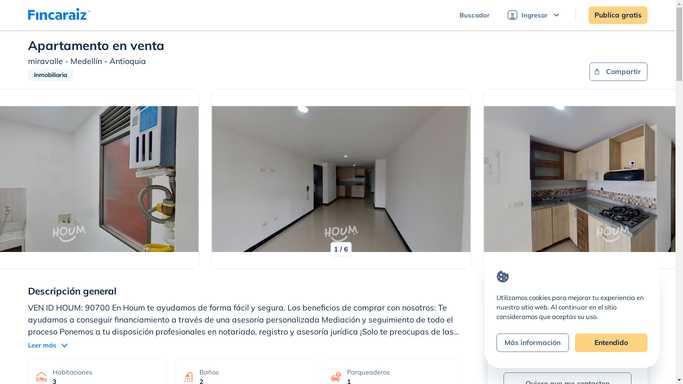 Fincaraiz
Buscador
Ingresar
Publica gratis
Apartamento en venta
miravalle - Medellín - Antioquia
Inmobiliaria
Compartir
HOUM
HOUM
HOUM
1 / 6
Descripción general
VEN ID HOUM: 90700 En Houm te ayudamos de forma fácil y segura. Los beneficios de comprar con nosotros: Te
ayudamos a conseguir financiamiento a través de una asesoría personalizada Mediación y seguimiento de todo el
proceso Ponemos a tu disposición profesionales en notariado, registro y asesoría jurídica ¡Solo te preocupas de las...
Leer más
Habitaciones
3
Baños
2
Parqueaderos
1
Utilizamos cookies para mejorar tu experiencia en
nuestro sitio web. Al continuar en el sitio
consideramos que aceptas su uso.
Más información
Entendido
Quiero que me contacten